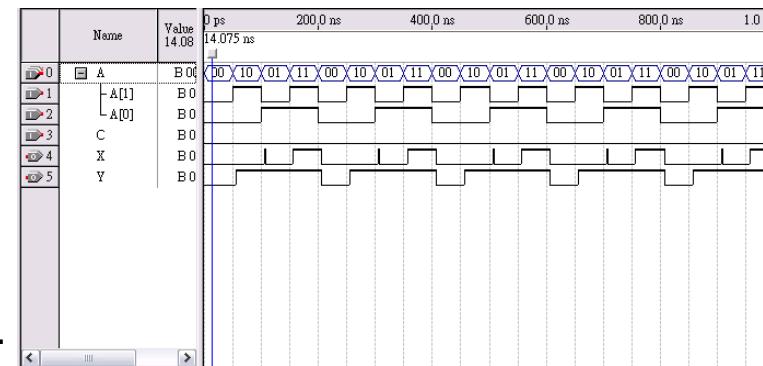 Name Value 0 ps 200.0 ns 400.0 ns 600.0 ns 800.0 ns 1.0
14.08 14.075 ns
0 A B 00 00 10 01 11 00 10 01 11 00 10 01 11 00 10 01 11 00 10 01 11
1 A[1] B 0
2 A[0] B 0
3 C B 0
4 X B 0
5 Y B 0